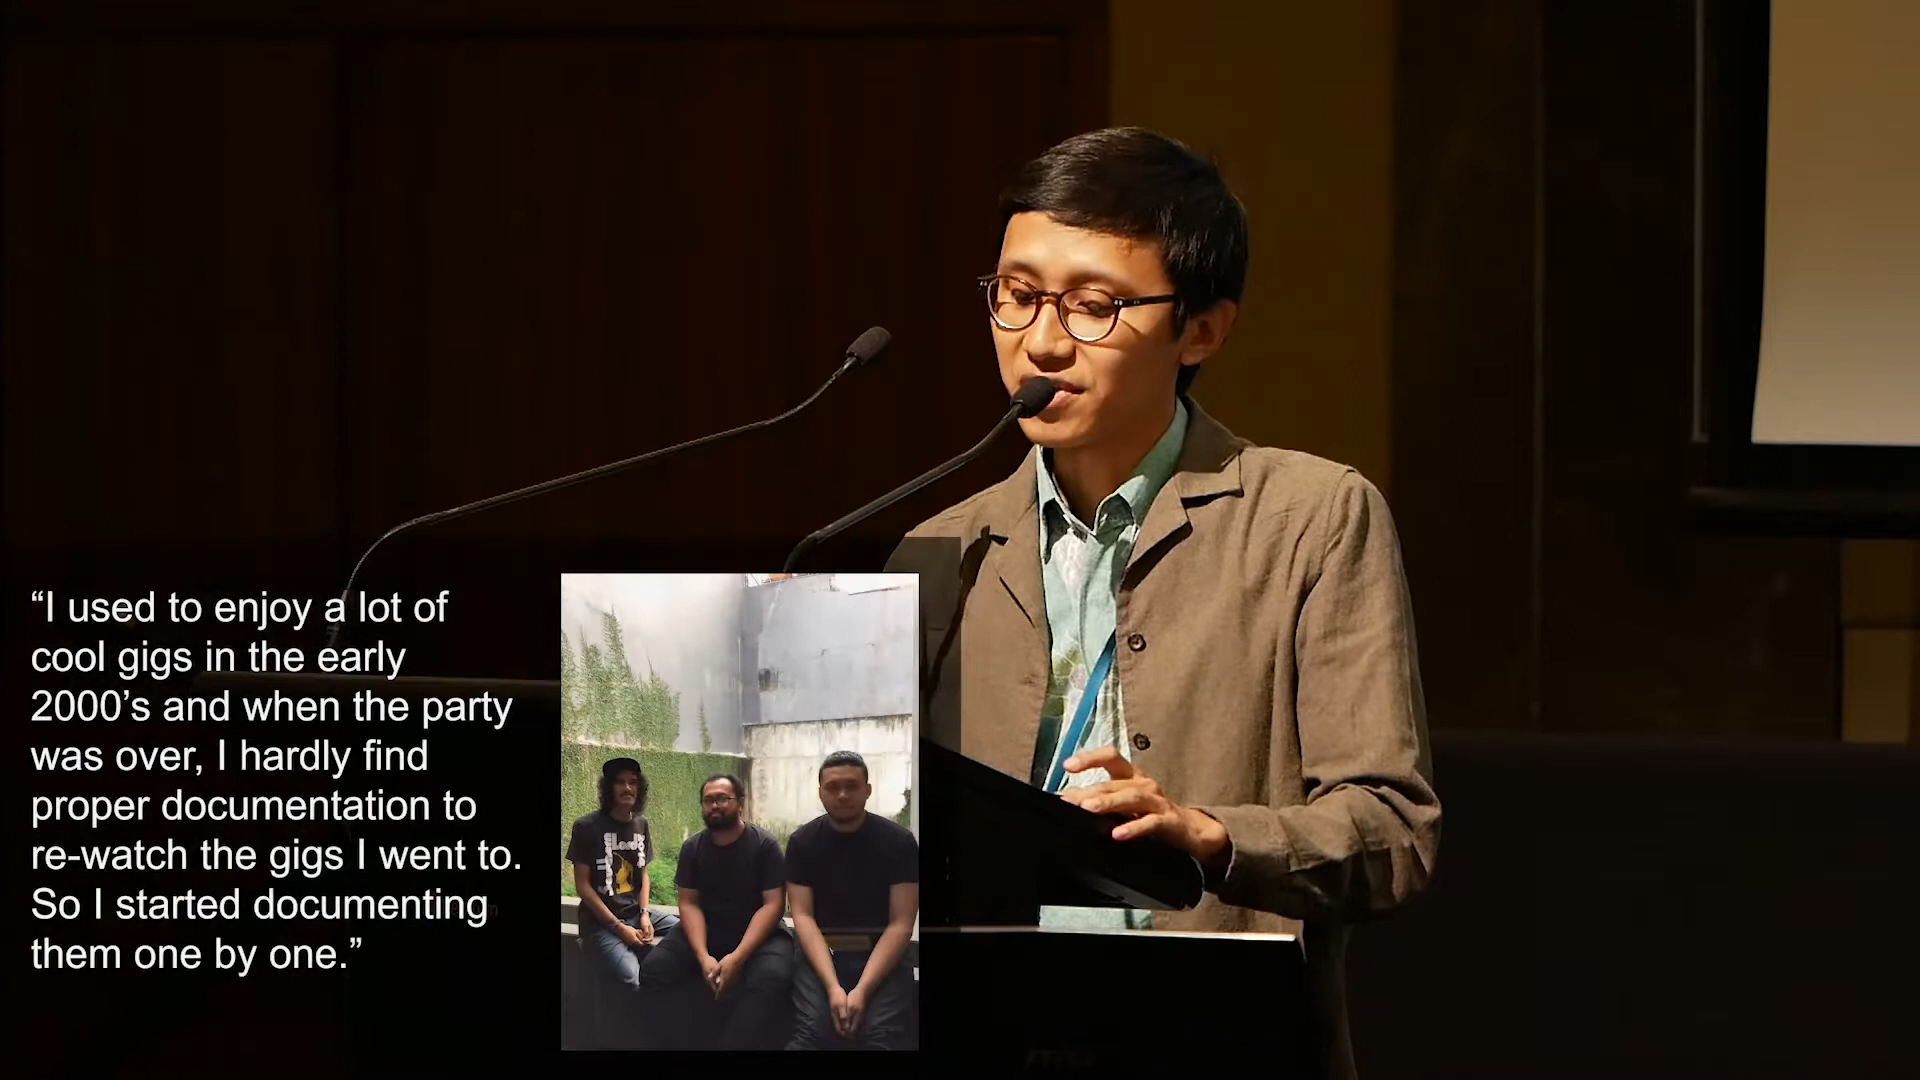 “I used to enjoy a lot of
cool gigs in the early
2000’s and when the party
was over, I hardly find
proper documentation to
re-watch the gigs I went to.
So I started documenting
them one by one.”